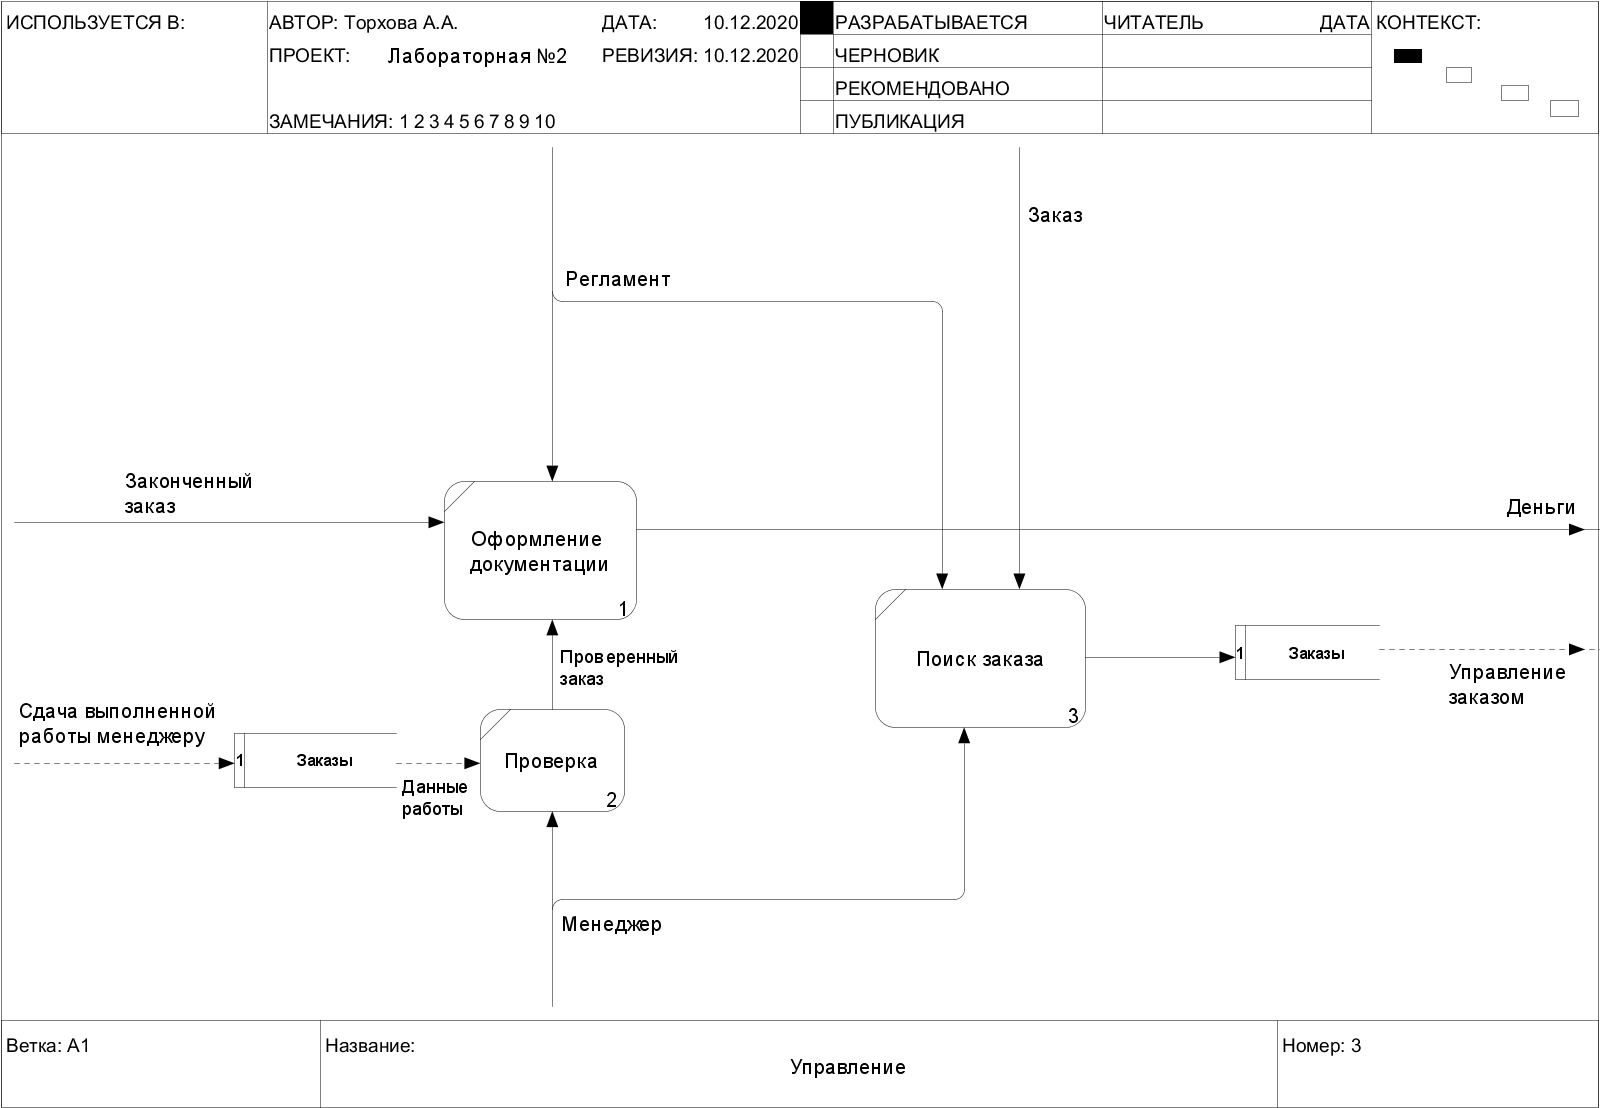 ИСПОЛЬЗУЕТСЯ В:
АВТОР: Торхова А.А.
ДАТА: 10.12.2020
ПРОЕКТ: Лабораторная №2
РЕВИЗИЯ: 10.12.2020
ЗАМЕЧАНИЯ: 1 2 3 4 5 6 7 8 9 10
РАЗРАБАТЫВАЕТСЯ
ЧЕРНОВИК
РЕКОМЕНДОВАНО
ПУБЛИКАЦИЯ
ЧИТАТЕЛЬ
ДАТА
КОНТЕКСТ:
Заказ
Регламент
Законченный
заказ
Оформление
документации
1
Деньги
Проверенный
заказ
Поиск заказа
3
1
Заказы
Управление
заказом
Сдача выполненной
работы менеджеру
1
Заказы
Данные
работы
Проверка
2
Менеджер
Ветка: A1
Название:
Управление
Номер: 3